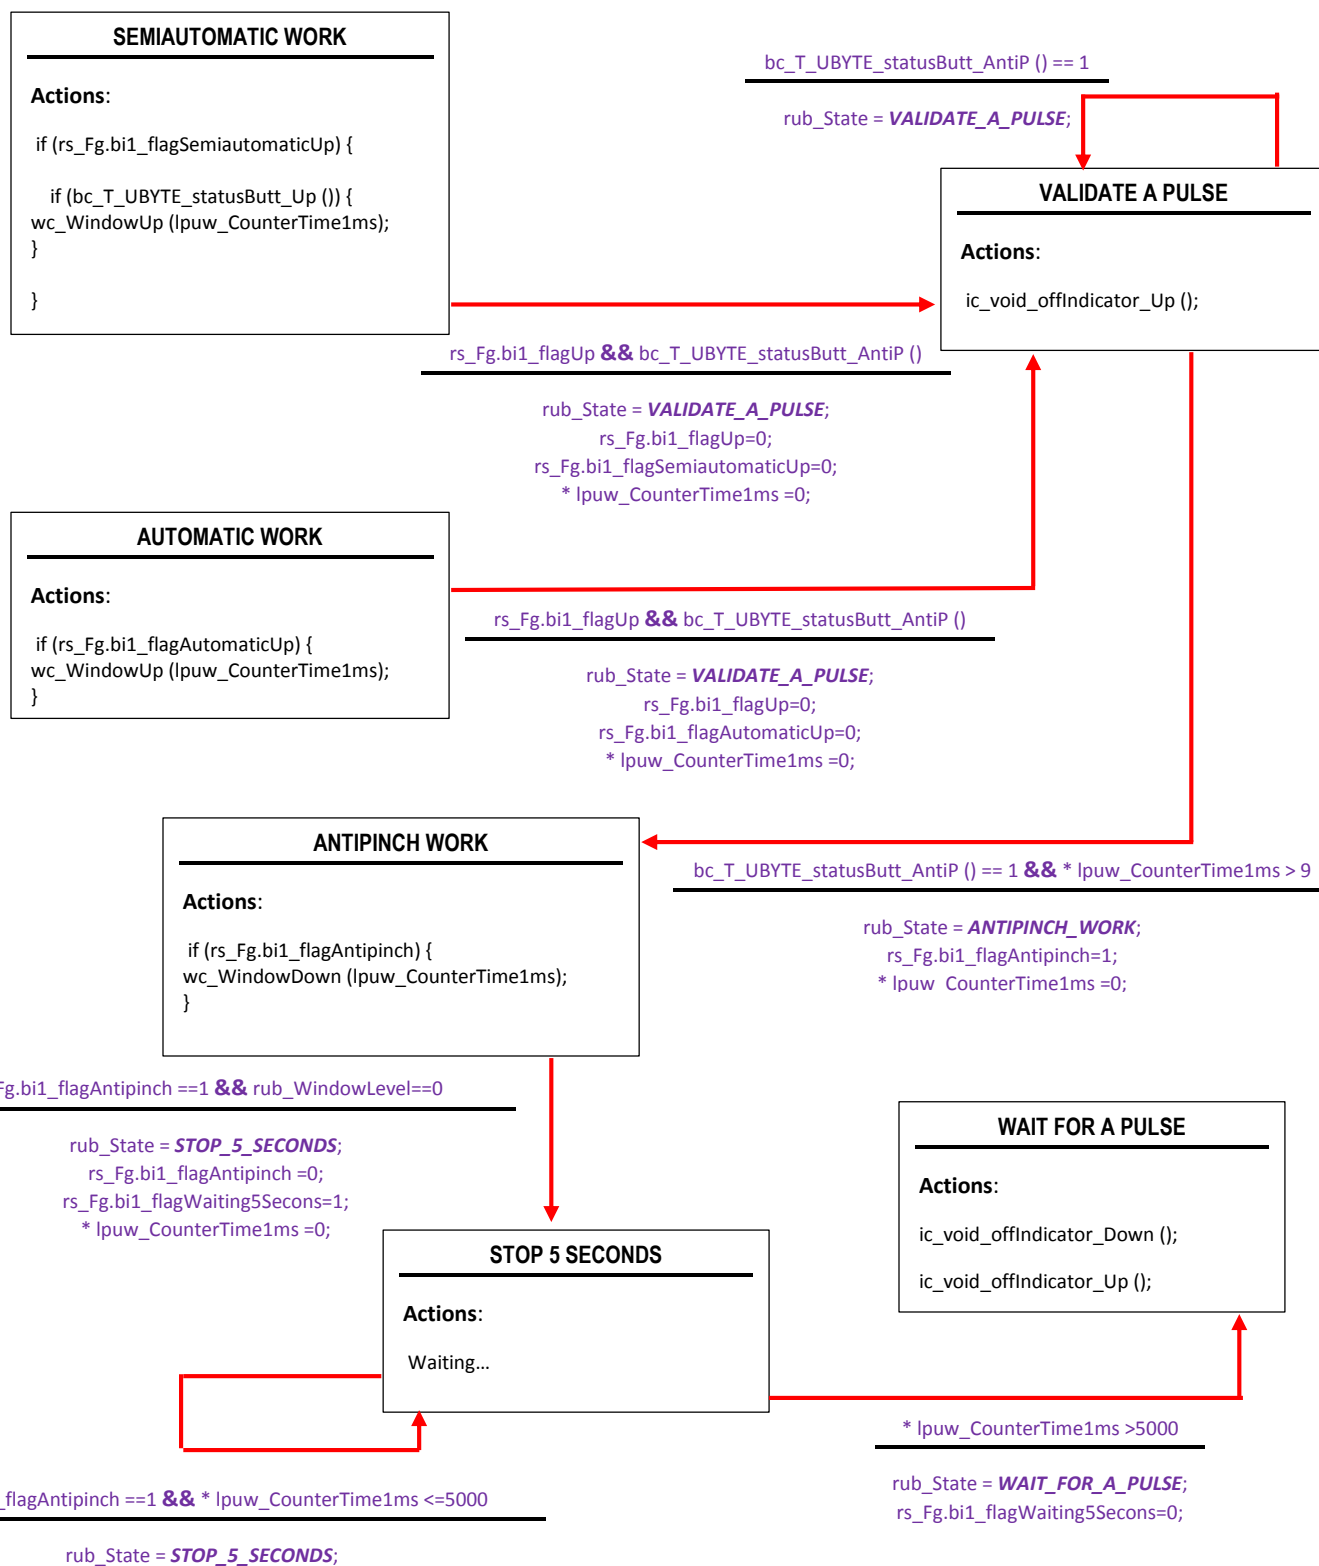 SEMIAUTOMATIC WORK
Actions:
if (rs_Fg.bi1_flagSemiautomaticUp) {
if (bc_T_UBYTE_statusButt_Up ()) {
wc_WindowUp (lpuw_CounterTime1ms);
}
}
bc_T_UBYTE_statusButt_AntiP () == 1
rub_State = VALIDATE_A_PULSE;
VALIDATE A PULSE
Actions:
ic_void_offIndicator_Up ();
rs_Fg.bi1_flagUp && bc_T_UBYTE_statusButt_AntiP ()
rub_State = VALIDATE_A_PULSE;
rs_Fg.bi1_flagUp=0;
rs_Fg.bi1_flagSemiautomaticUp=0;
* lpuw_CounterTime1ms =0;
AUTOMATIC WORK
Actions:
if (rs_Fg.bi1_flagAutomaticUp) {
wc_WindowUp (lpuw_CounterTime1ms);
}
rs_Fg.bi1_flagUp && bc_T_UBYTE_statusButt_AntiP ()
rub_State = VALIDATE_A_PULSE;
rs_Fg.bi1_flagUp=0;
rs_Fg.bi1_flagAutomaticUp=0;
* lpuw_CounterTime1ms =0;
ANTIPINCH WORK
Actions:
if (rs_Fg.bi1_flagAntipinch) {
wc_WindowDown (lpuw_CounterTime1ms);
}
bc_T_UBYTE_statusButt_AntiP () == 1 && * lpuw_CounterTime1ms > 9
rub_State = ANTIPINCH_WORK;
rs_Fg.bi1_flagAntipinch=1;
* lpuw_CounterTime1ms =0;
Fg.bi1_flagAntipinch ==1 && rub_WindowLevel==0
rub_State = STOP_5_SECONDS;
rs_Fg.bi1_flagAntipinch =0;
rs_Fg.bi1_flagWaiting5Secons=1;
* lpuw_CounterTime1ms =0;
WAIT FOR A PULSE
Actions:
ic_void_offIndicator_Down ();
ic_void_offIndicator_Up ();
STOP 5 SECONDS
Actions:
Waiting...
* lpuw_CounterTime1ms >5000
rub_State = WAIT_FOR_A_PULSE;
rs_Fg.bi1_flagWaiting5Secons=0;
_flagAntipinch ==1 && * lpuw_CounterTime1ms <=5000
rub_State = STOP_5_SECONDS;